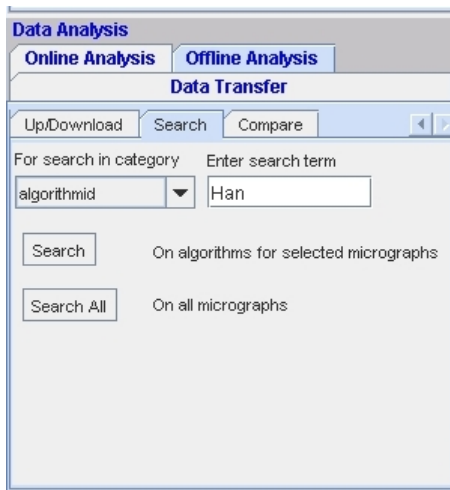 Data Analysis
Online Analysis Offline Analysis
Data Transfer
Up/Download Search Compare
For search in category Enter search term
algorithmid Han
Search On algorithms for selected micrographs
Search All On all micrographs